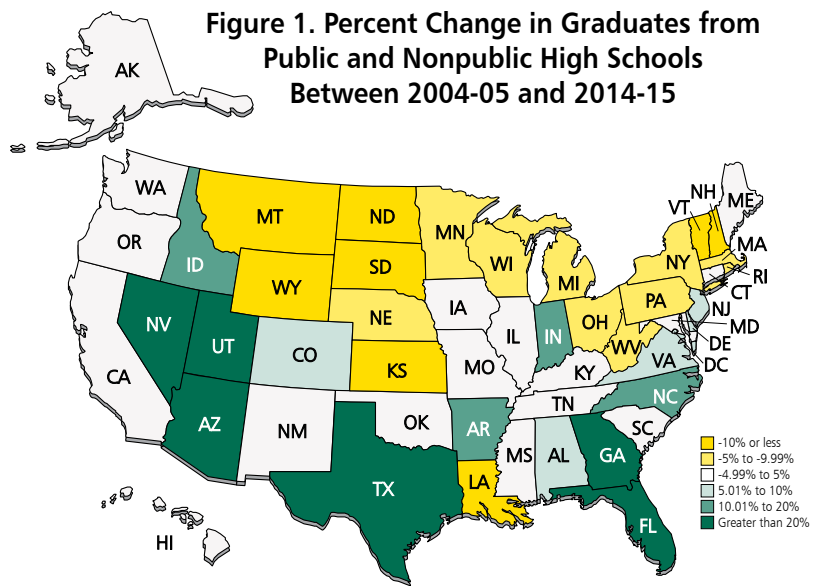 Figure 1. Percent Change in Graduates from
Public and Nonpublic High Schools
Between 2004-05 and 2014-15
AK
WA
OR
CA
ID
NV
UT
AZ
MT
WY
CO
NM
ND
SD
NE
KS
OK
TX
MN
IA
MO
AR
LA
WI
IL
MI
IN
OH
KY
TN
MS
AL
GA
FL
SC
NC
VA
WV
PA
NY
VT
NH
ME
MA
RI
CT
NJ
MD
DE
DC
HI
-10% or less
-5% to -9.99%
-4.99% to 5%
5.01% to 10%
10.01% to 20%
Greater than 20%